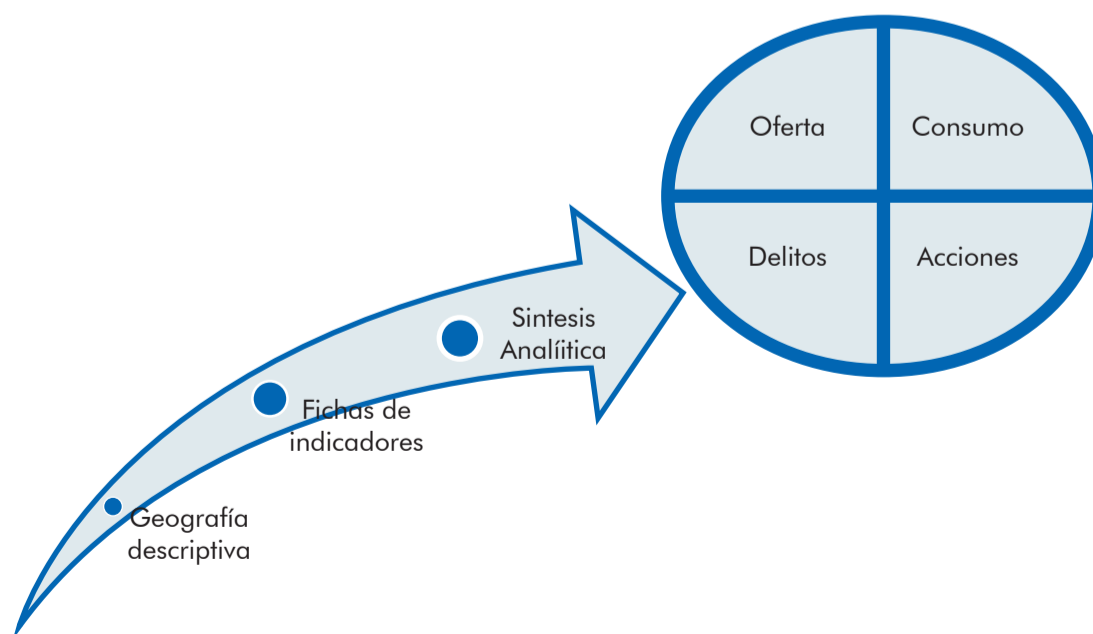 Oferta
Consumo
Delitos
Acciones
Sintesis
Analíitica
Fichas de
indicadores
Geografía
descriptiva